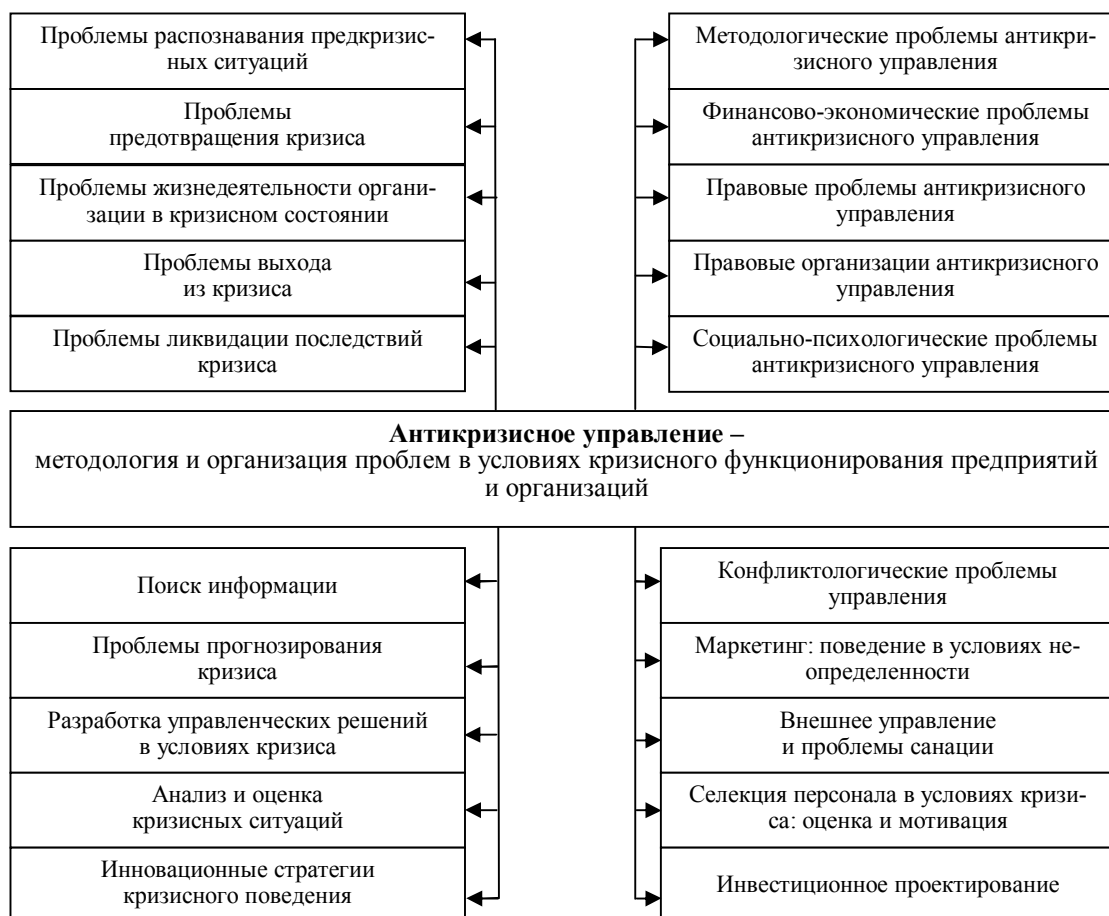 Проблемы распознавания предкризис-
ных ситуаций
Проблемы
предотвращения кризиса
Проблемы жизнедеятельности органи-
зации в кризисном состоянии
Проблемы выхода
из кризиса
Проблемы ликвидации последствий
кризиса
Методологические проблемы антикри-
зисного управления
Финансово-экономические проблемы
антикризисного управления
Правовые проблемы антикризисного
управления
Правовые организации антикризисного
управления
Социально-психологические проблемы
антикризисного управления
Антикризисное управление –
методология и организация проблем в условиях кризисного функционирования предприятий
и организаций
Поиск информации
Проблемы прогнозирования
кризиса
Разработка управленческих решений
в условиях кризиса
Анализ и оценка
кризисных ситуаций
Инновационные стратегии
кризисного поведения
Конфликтологические проблемы
управления
Маркетинг: поведение в условиях не-
определенности
Внешнее управление
и проблемы санации
Селекция персонала в условиях кризи-
са: оценка и мотивация
Инвестиционное проектирование